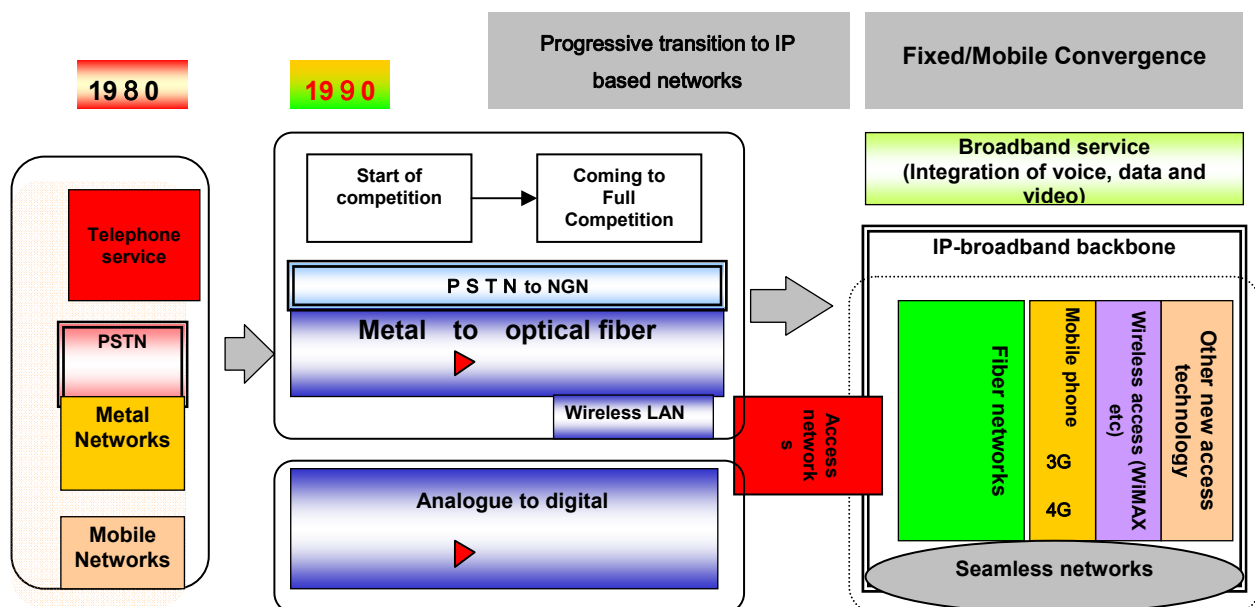 1980
1990
Progressive transition to IP
based networks
Fixed/Mobile Convergence
Telephone
service
PSTN
Metal
Networks
Mobile
Networks
Start of
competition
Coming to
Full
Competition
PSTN to NGN
Metal to optical fiber
Wireless LAN
Analogue to digital
Access
network
s
Broadband service
(Integration of voice, data and
video)
IP-broadband backbone
Fiber networks
Mobile phone
3G
4G
Wireless access (WiMAX
etc)
Other new access
technology
Seamless networks